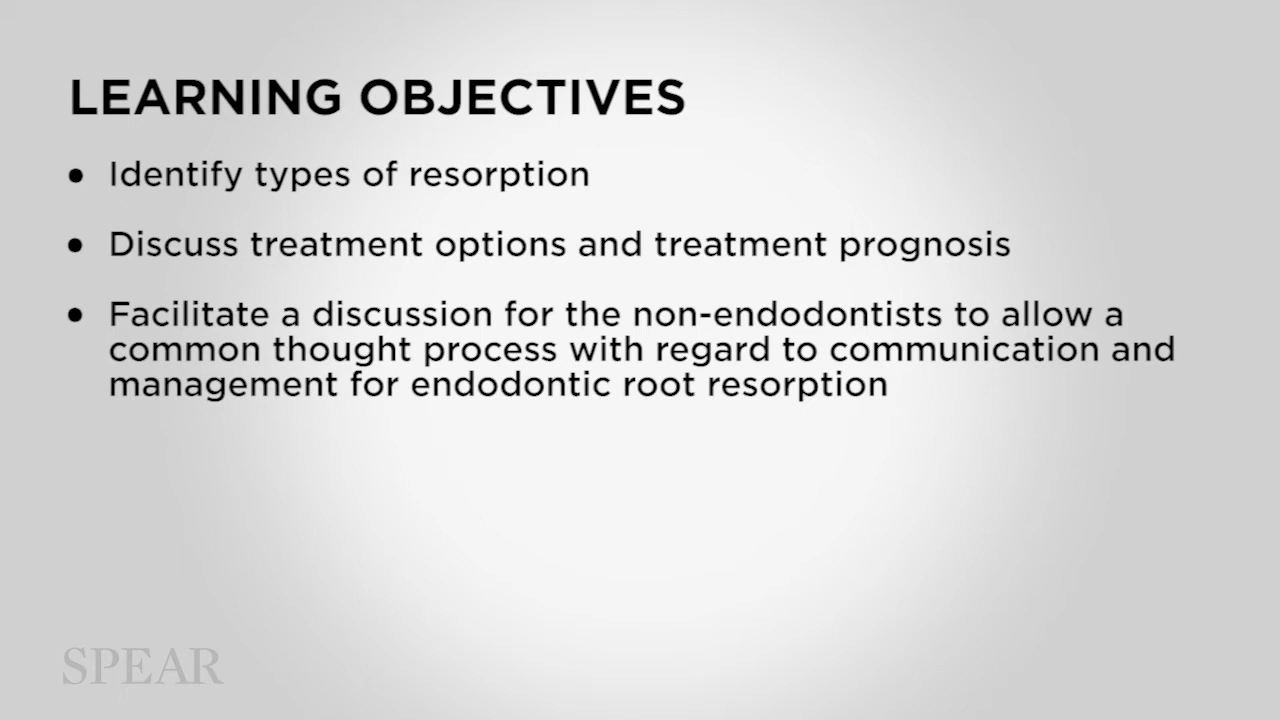 LEARNING OBJECTIVES
• Identify types of resorption
• Discuss treatment options and treatment prognosis
• Facilitate a discussion for the non-endodontists to allow a
common thought process with regard to communication and
management for endodontic root resorption
SPEAR